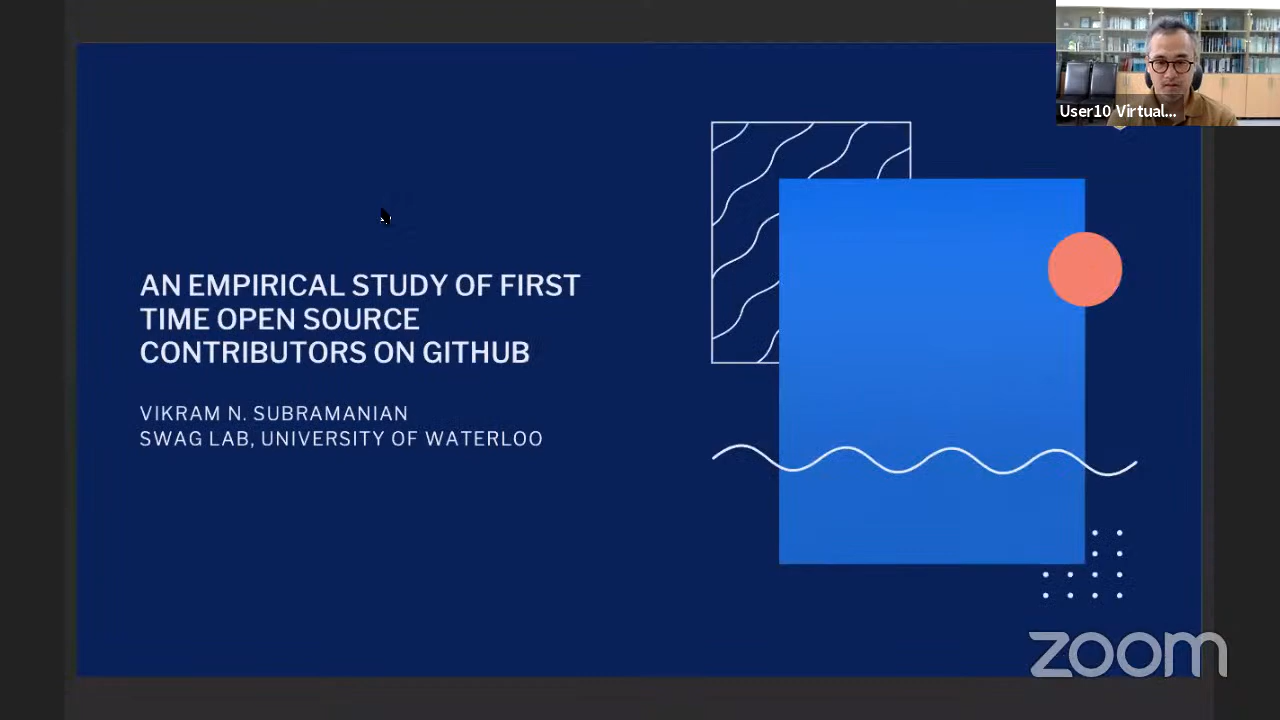 User10 Virtual...
AN EMPIRICAL STUDY OF FIRST
TIME OPEN SOURCE
CONTRIBUTORS ON GITHUB
VIKRAM N. SUBRAMANIAN
SWAG LAB, UNIVERSITY OF WATERLOO
zoom